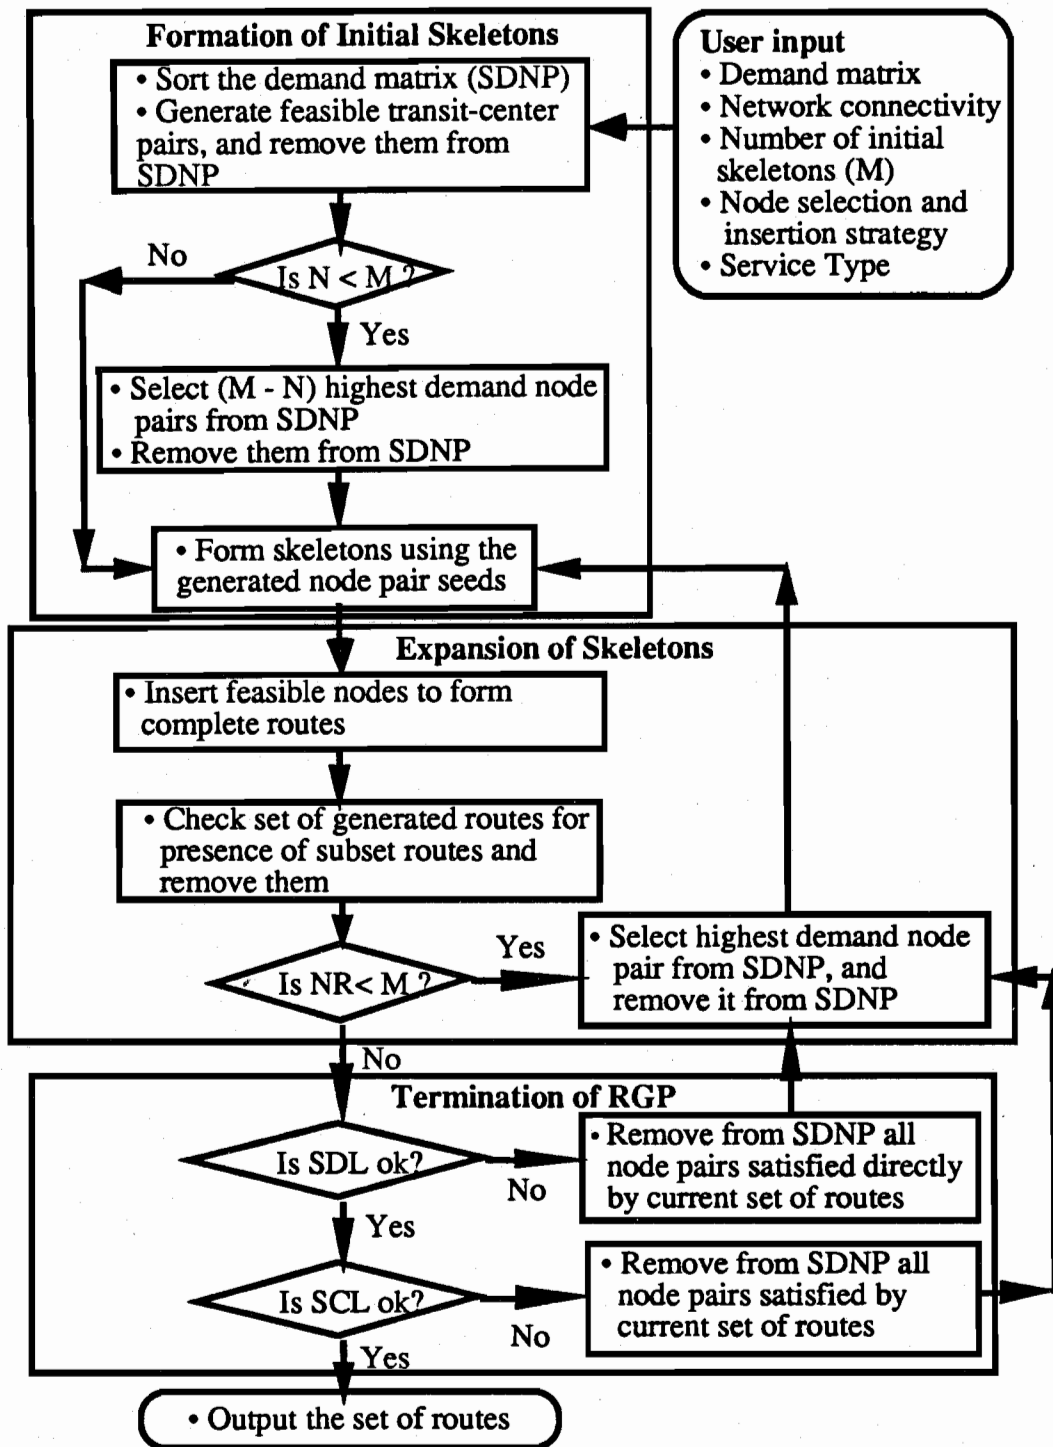 Formation of Initial Skeletons
• Sort the demand matrix (SDNP)
• Generate feasible transit-center
pairs, and remove them from
SDNP
User input
• Demand matrix
• Network connectivity
• Number of initial
skeletons (M)
• Node selection and
insertion strategy
• Service Type
No
Is N < M ?
Yes
• Select (M - N) highest demand node
pairs from SDNP
• Remove them from SDNP
• Form skeletons using the
generated node pair seeds
Expansion of Skeletons
• Insert feasible nodes to form
complete routes
• Check set of generated routes for
presence of subset routes and
remove them
Is NR< M ?
Yes
• Select highest demand node
pair from SDNP, and
remove it from SDNP
No
Termination of RGP
Is SDL ok?
No
• Remove from SDNP all
node pairs satisfied directly
by current set of routes
Yes
Is SCL ok?
No
• Remove from SDNP all
node pairs satisfied by
current set of routes
Yes
• Output the set of routes